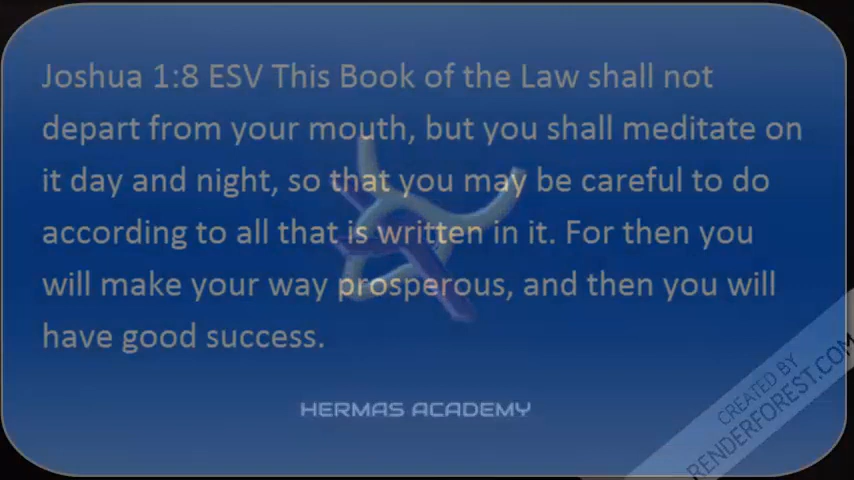 Joshua 1:8 ESV This Book of the Law shall not
depart from your mouth, but you shall meditate on
it day and night, so that you may be careful to do
according to all that is written in it. For then you
will make your way prosperous, and then you will
have good success.
HERMAS ACADEMY
CREATED BY
RENDERFOREST.COM